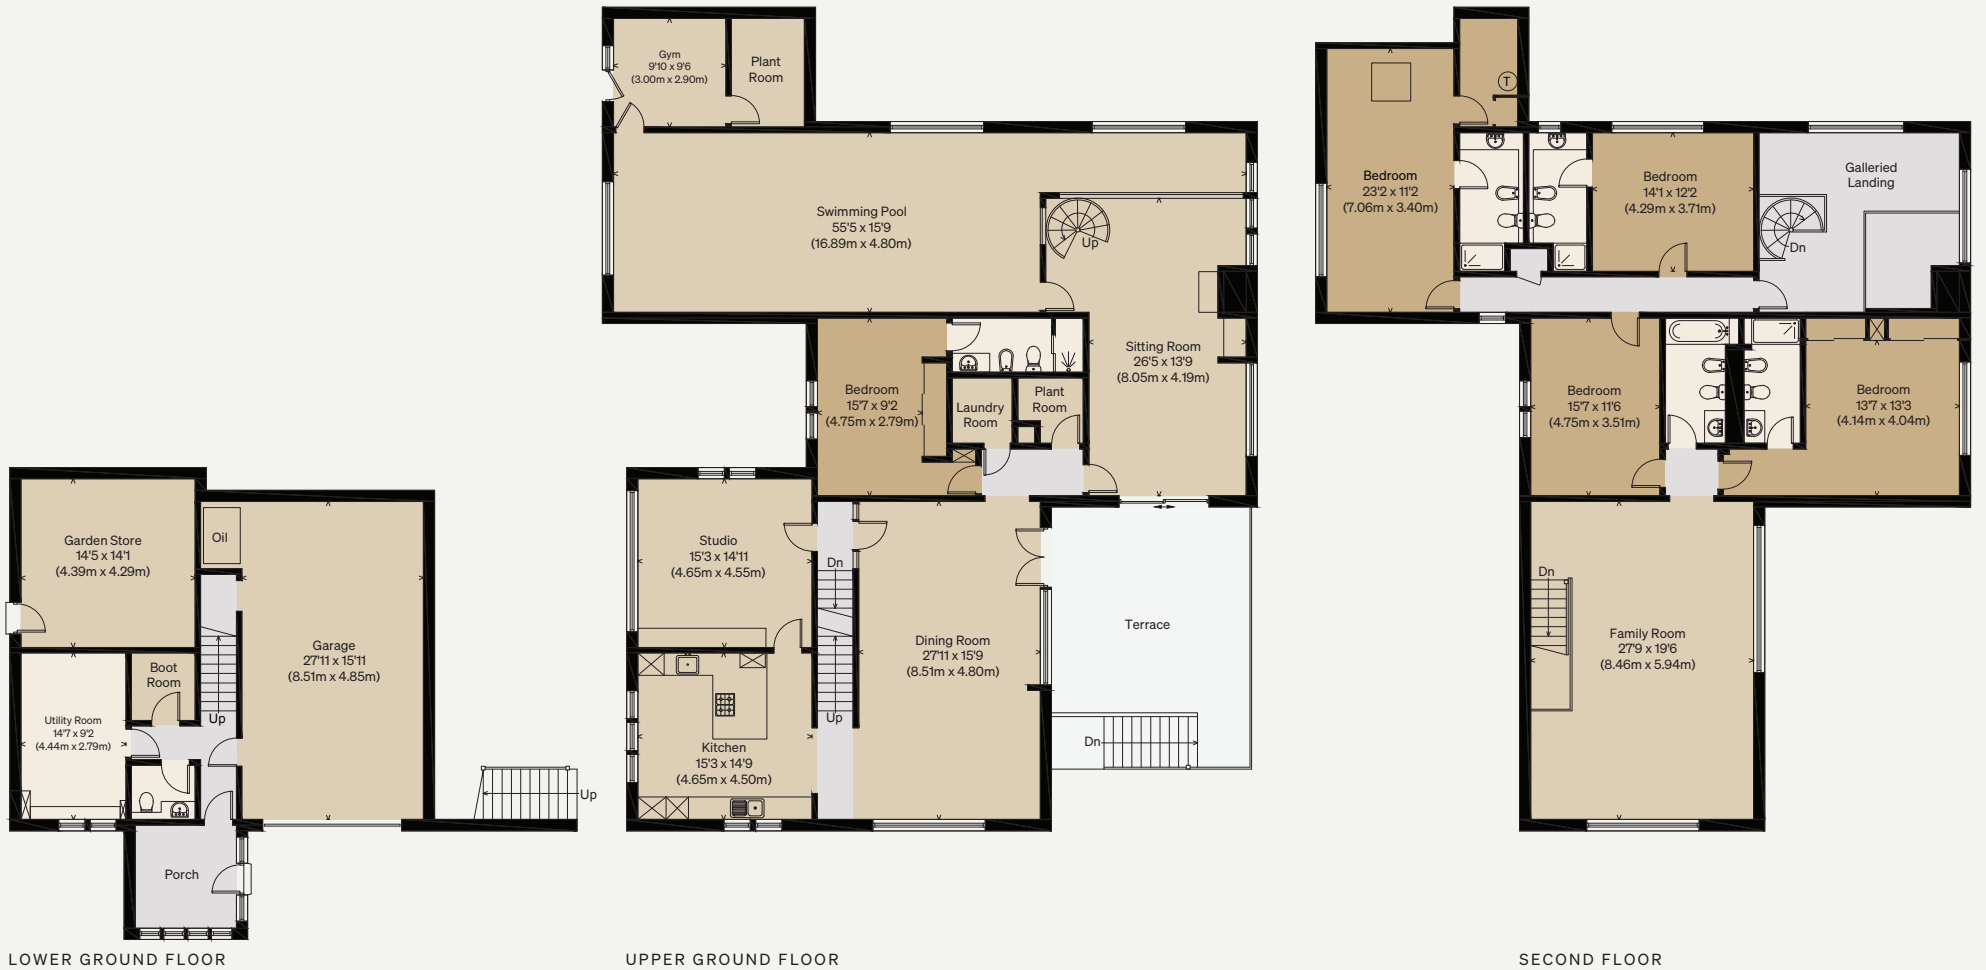 Gym
9'10 x 9'6
(3.00m x 2.90m)
Plant
Room
Swimming Pool
55'5 x 15'9
(16.89m x 4.80m)
Up
Sitting Room
26'5 x 13'9
(8.05m x 4.19m)
Bedroom
15'7 x 9'2
(4.75m x 2.79m)
Laundry
Room
Plant
Room
Studio
15'3 x 14'11
(4.65m x 4.55m)
Dn
Dining Room
27'11 x 15'9
(8.51m x 4.80m)
Up
Kitchen
15'3 x 14'9
(4.65m x 4.50m)
Terrace
Dn
Bedroom
23'2 x 11'2
(7.06m x 3.40m)
T
Bedroom
14'1 x 12'2
(4.29m x 3.71m)
Galleried
Landing
Dn
Bedroom
15'7 x 11'6
(4.75m x 3.51m)
Bedroom
13'7 x 13'3
(4.14m x 4.04m)
Dn
Family Room
27'9 x 19'6
(8.46m x 5.94m)
Garden Store
14'5 x 14'1
(4.39m x 4.29m)
Oil
Garage
27'11 x 15'11
(8.51m x 4.85m)
Boot
Room
Up
Utility Room
14'7 x 9'2
(4.44m x 2.79m)
Up
Porch
LOWER GROUND FLOOR
UPPER GROUND FLOOR
SECOND FLOOR